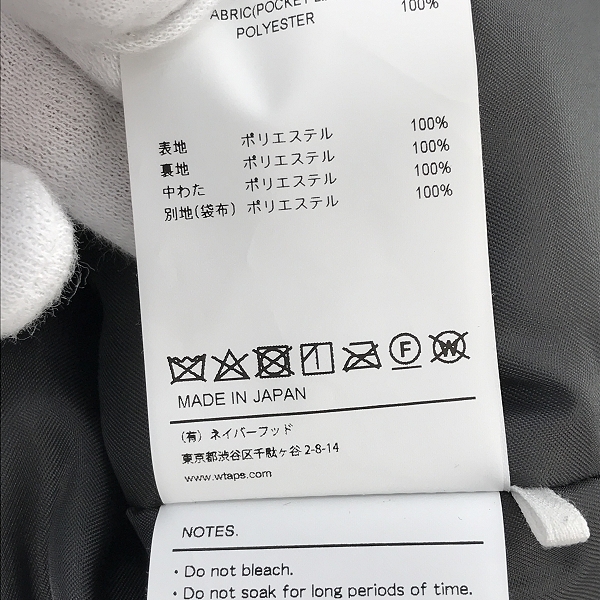 ABRIC(POCKET 100%
POLYESTER
表地 ポリエステル 100%
裏地 ポリエステル 100%
中わた ポリエステル 100%
別地(袋布) ポリエステル 100%
F W
MADE IN JAPAN
(有) ネイバーフッド
東京都渋谷区千駄ヶ谷 2-8-14
www.wtaps.com
NOTES.
・Do not bleach.
・Do not soak for long periods of time.